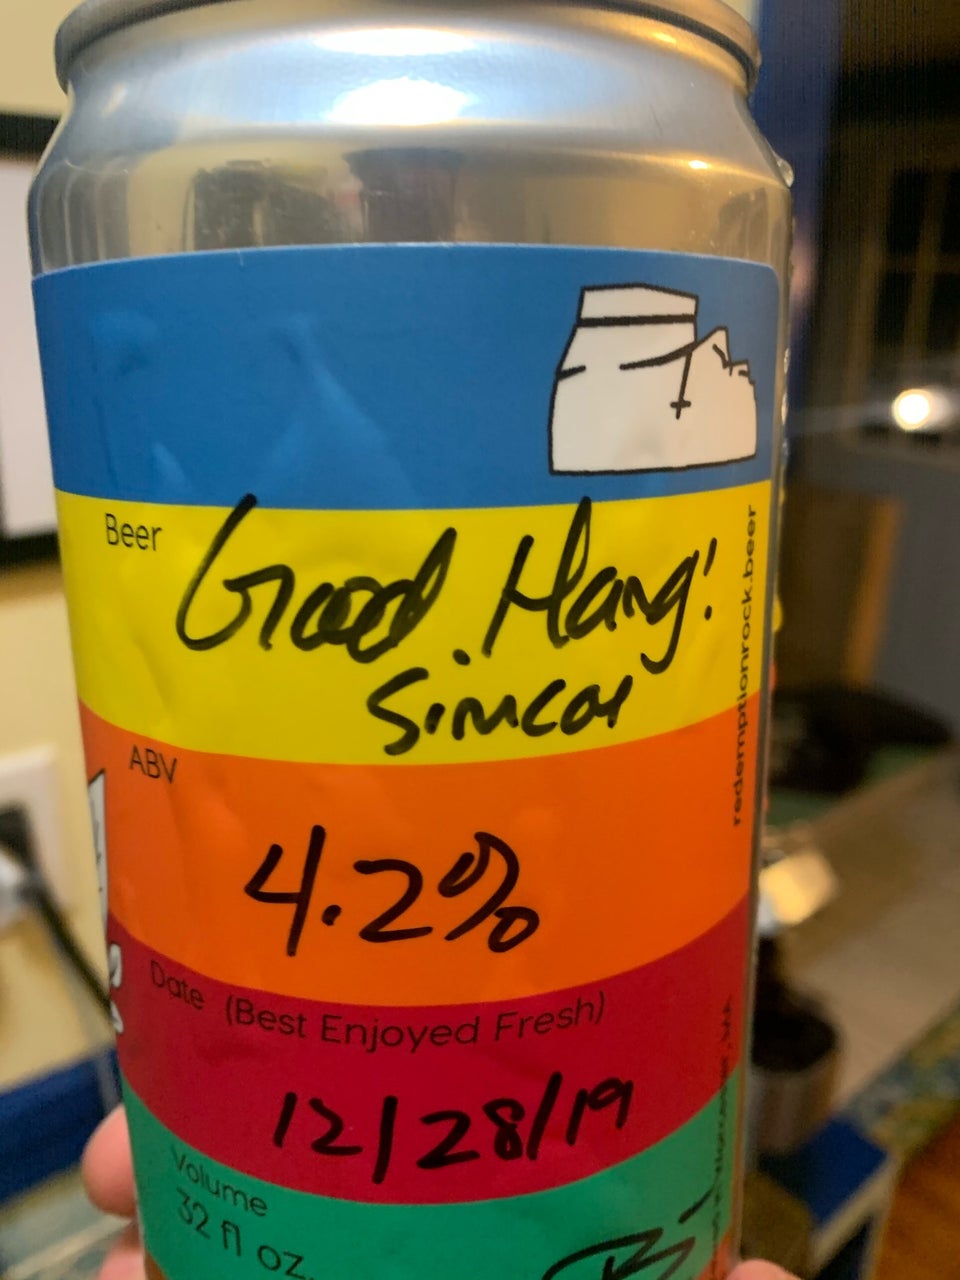 Beer
Good Hang!
Simcoe
redemptionrock.beer
ABV
4.2%
Date (Best Enjoyed Fresh)
12/28/19
Volume
32 fl oz.